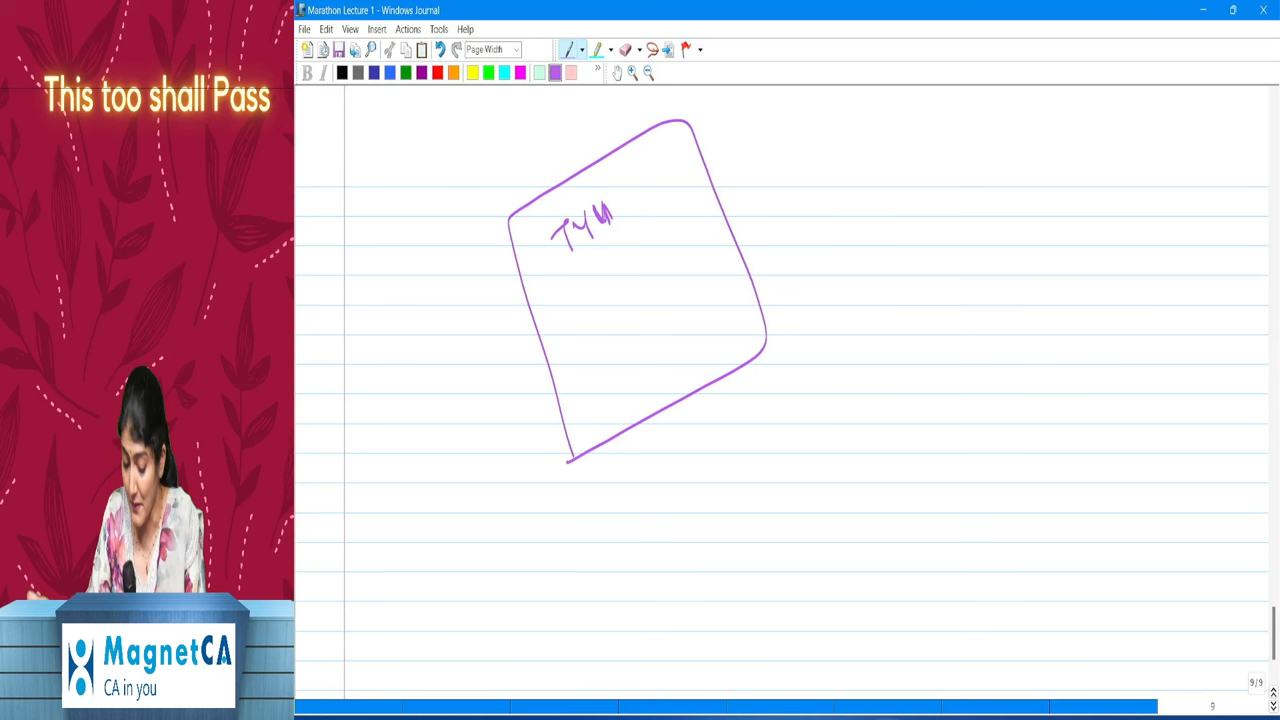 Marathon Lecture 1 - Windows Journal
This too shall Pass
File Edit View Insert Actions Tools Help
Page Width
B I
9/9
9
MagnetCA
CA in you